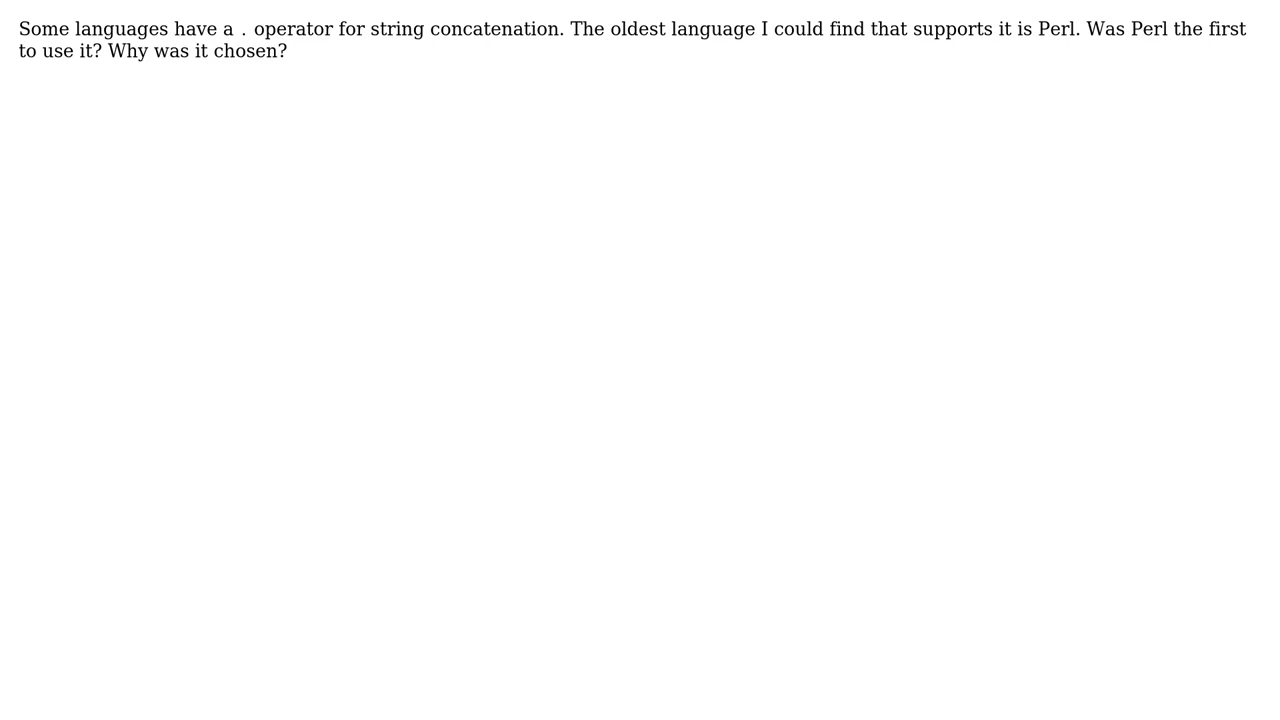 Some languages have a . operator for string concatenation. The oldest language I could find that supports it is Perl. Was Perl the first
to use it? Why was it chosen?